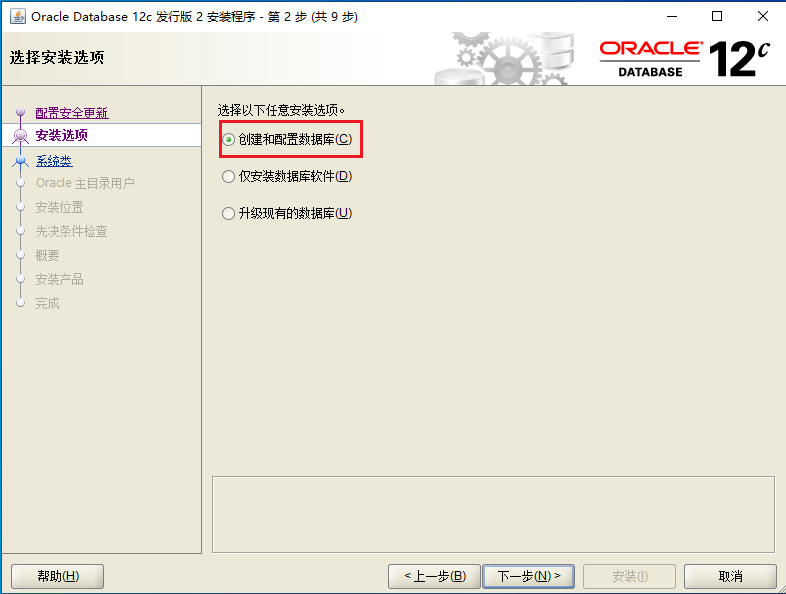 Oracle Database 12c 发行版 2 安装程序 - 第 2 步 (共 9 步)
选择安装选项
ORACLE
DATABASE
12c
配置安全更新
安装选项
系统类
Oracle 主目录用户
安装位置
先决条件检查
概要
安装产品
完成
选择以下任意安装选项。
创建和配置数据库(C)
仅安装数据库软件(D)
升级现有的数据库(U)
帮助(H)
< 上一步(B)
下一步(N) >
安装(I)
取消